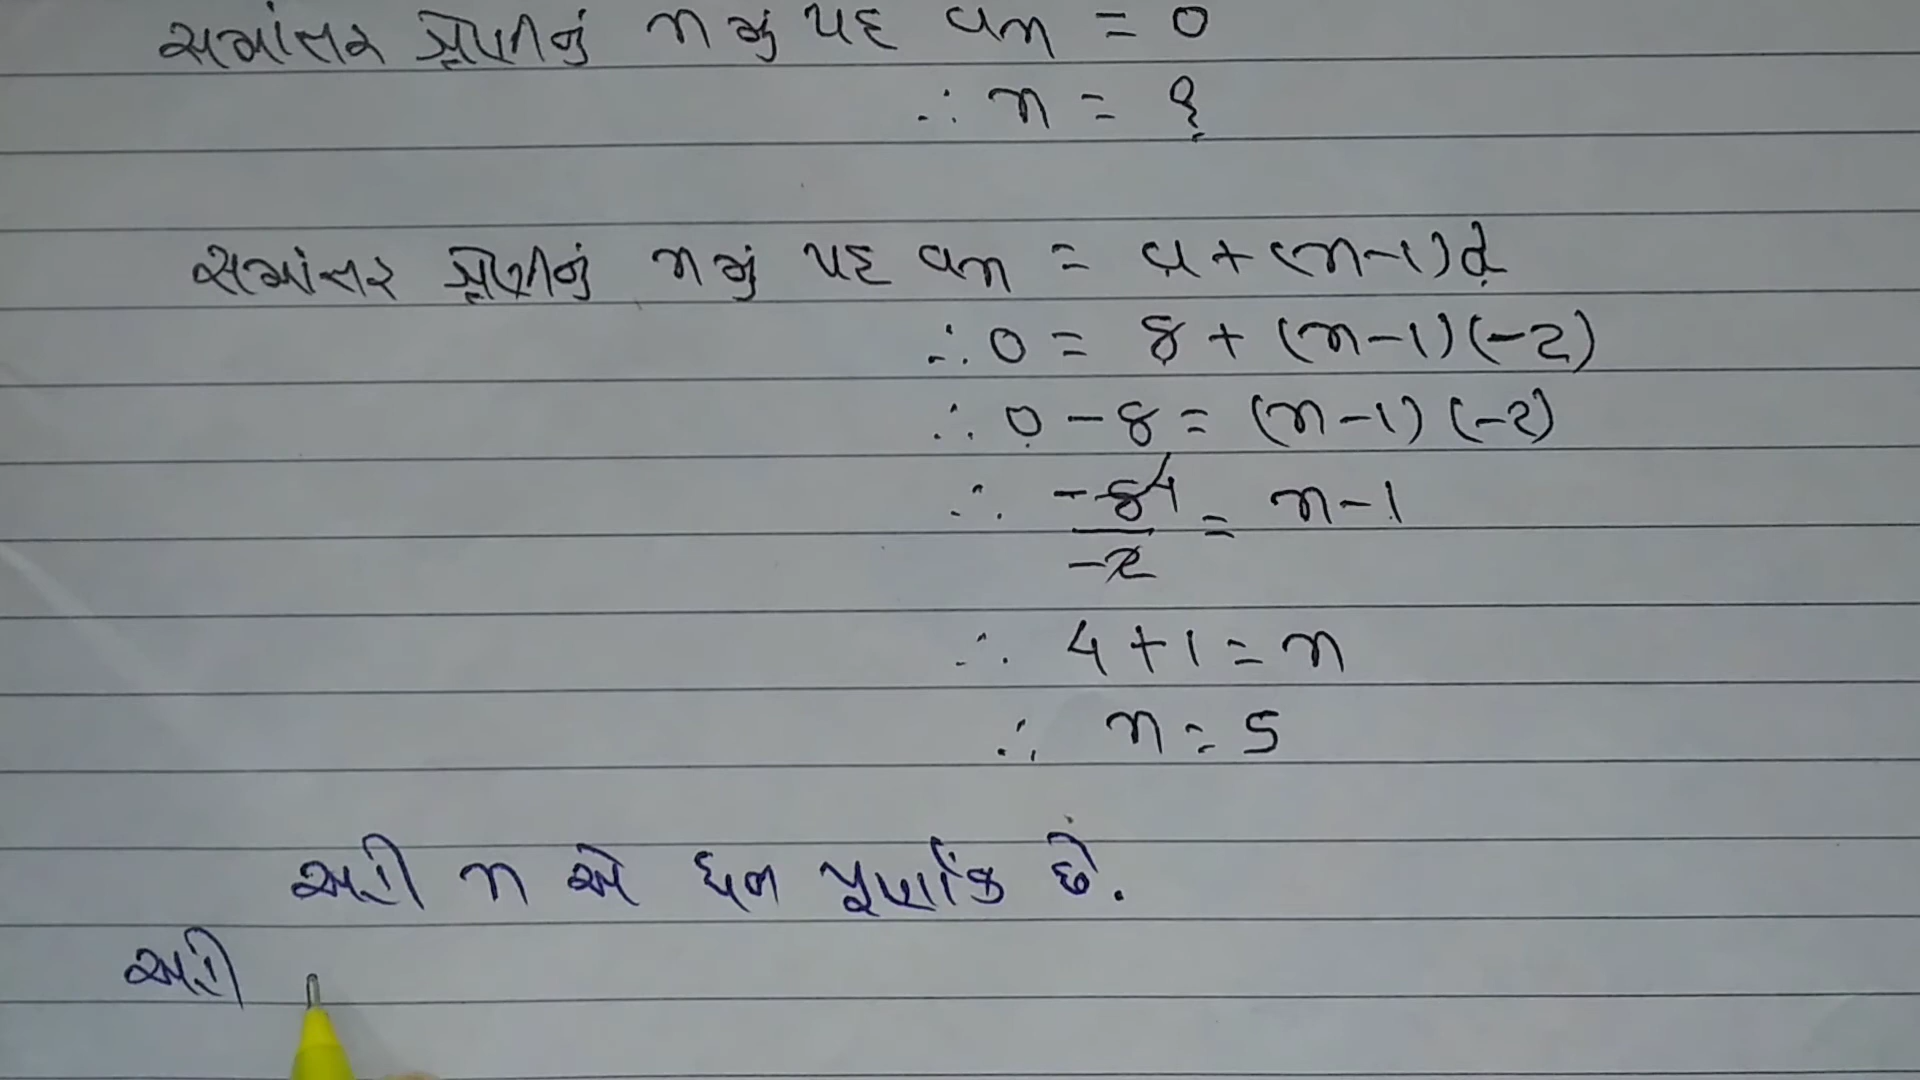 સમાંતર શ્રેણીનું n મું પદ an = 0
∴ n = ?
સમાંતર શ્રેણીનું n મું પદ an = a + (n-1)d
∴ 0 = 8 + (n-1)(-2)
∴ 0 - 8 = (n-1)(-2)
∴ -8/-2 4 = n-1
∴ 4 + 1 = n
∴ n = 5
અહી n એ ધન પૂર્ણાંક છે.
અહી